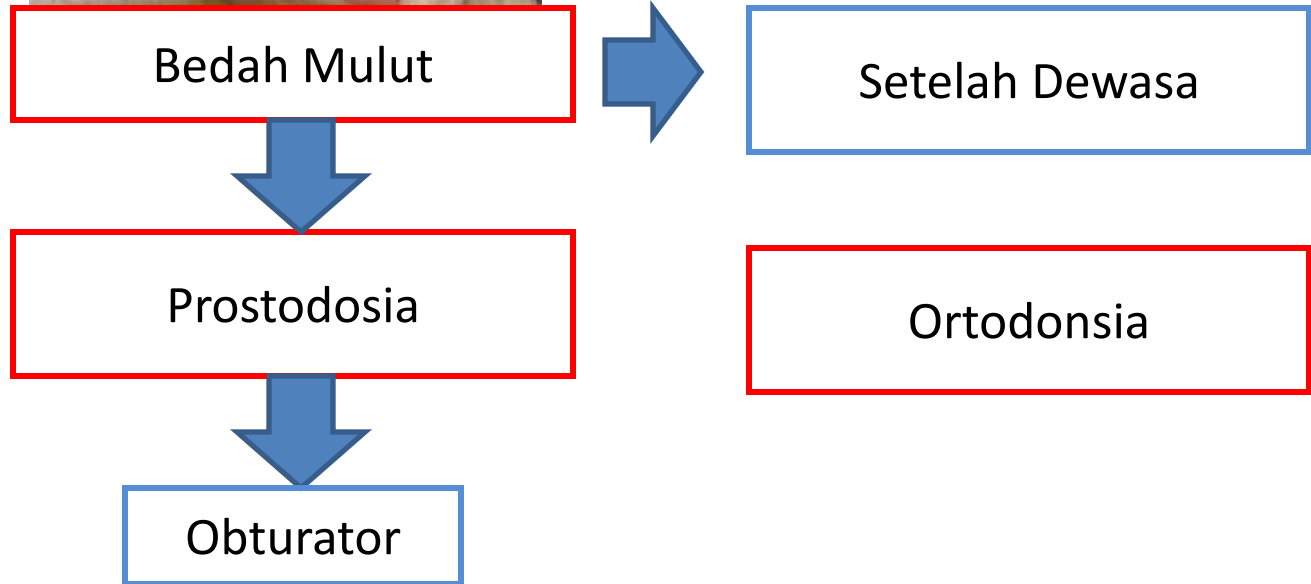 Bedah Mulut
Setelah Dewasa
Prostodosia
Ortodonsia
Obturator